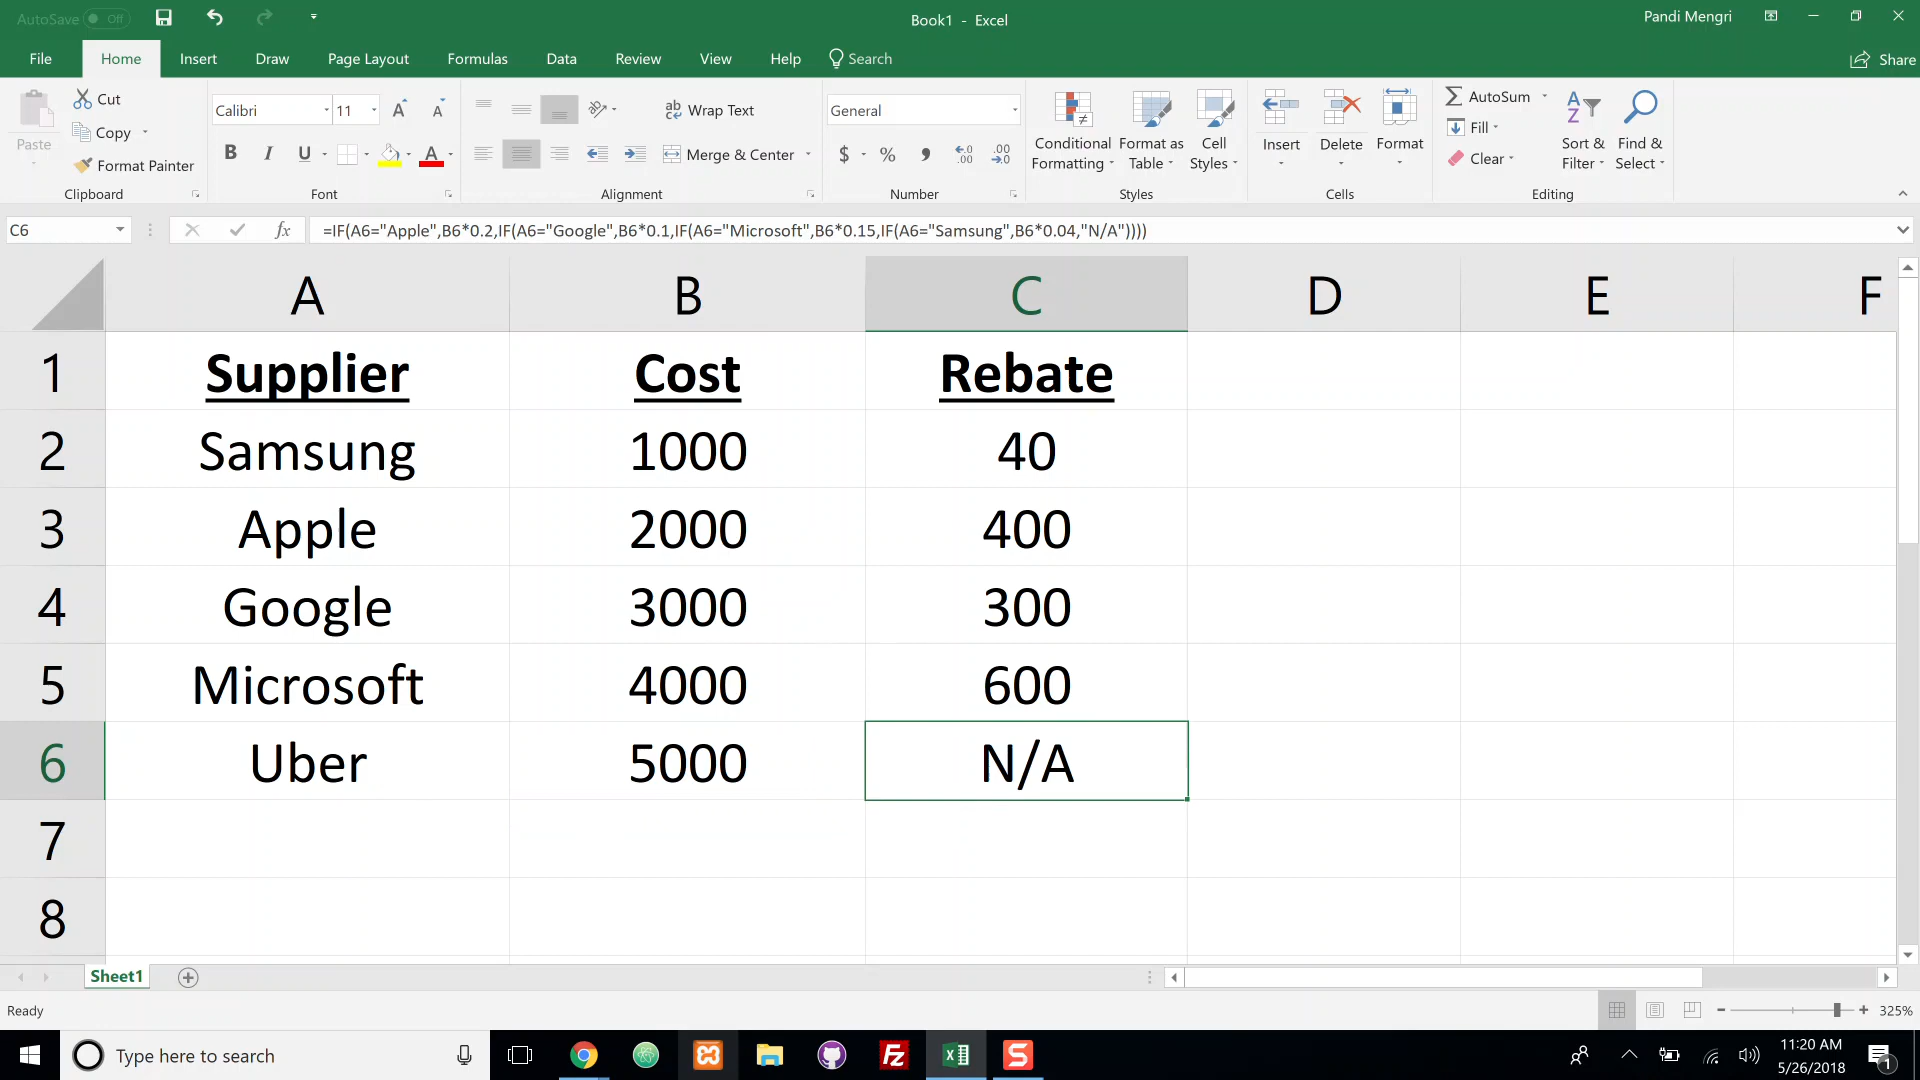 AutoSave Off
Book1 - Excel
Pandi Mengri
File Home Insert Draw Page Layout Formulas Data Review View Help Search Share
Paste
Cut
Copy
Format Painter
Clipboard
Calibri 11
B I U A
Font
Wrap Text
Merge & Center
Alignment
General
$ % ,
Number
Conditional Formatting
Format as Table
Cell Styles
Styles
Insert Delete Format
Cells
AutoSum
Fill
Clear
Sort & Filter
Find & Select
Editing
C6 fx =IF(A6="Apple",B6*0.2,IF(A6="Google",B6*0.1,IF(A6="Microsoft",B6*0.15,IF(A6="Samsung",B6*0.04,"N/A"))))
A B C D E F
1 Supplier Cost Rebate
2 Samsung 1000 40
3 Apple 2000 400
4 Google 3000 300
5 Microsoft 4000 600
6 Uber 5000 N/A
7
8
Sheet1
Ready
325%
Type here to search
11:20 AM
5/26/2018
1